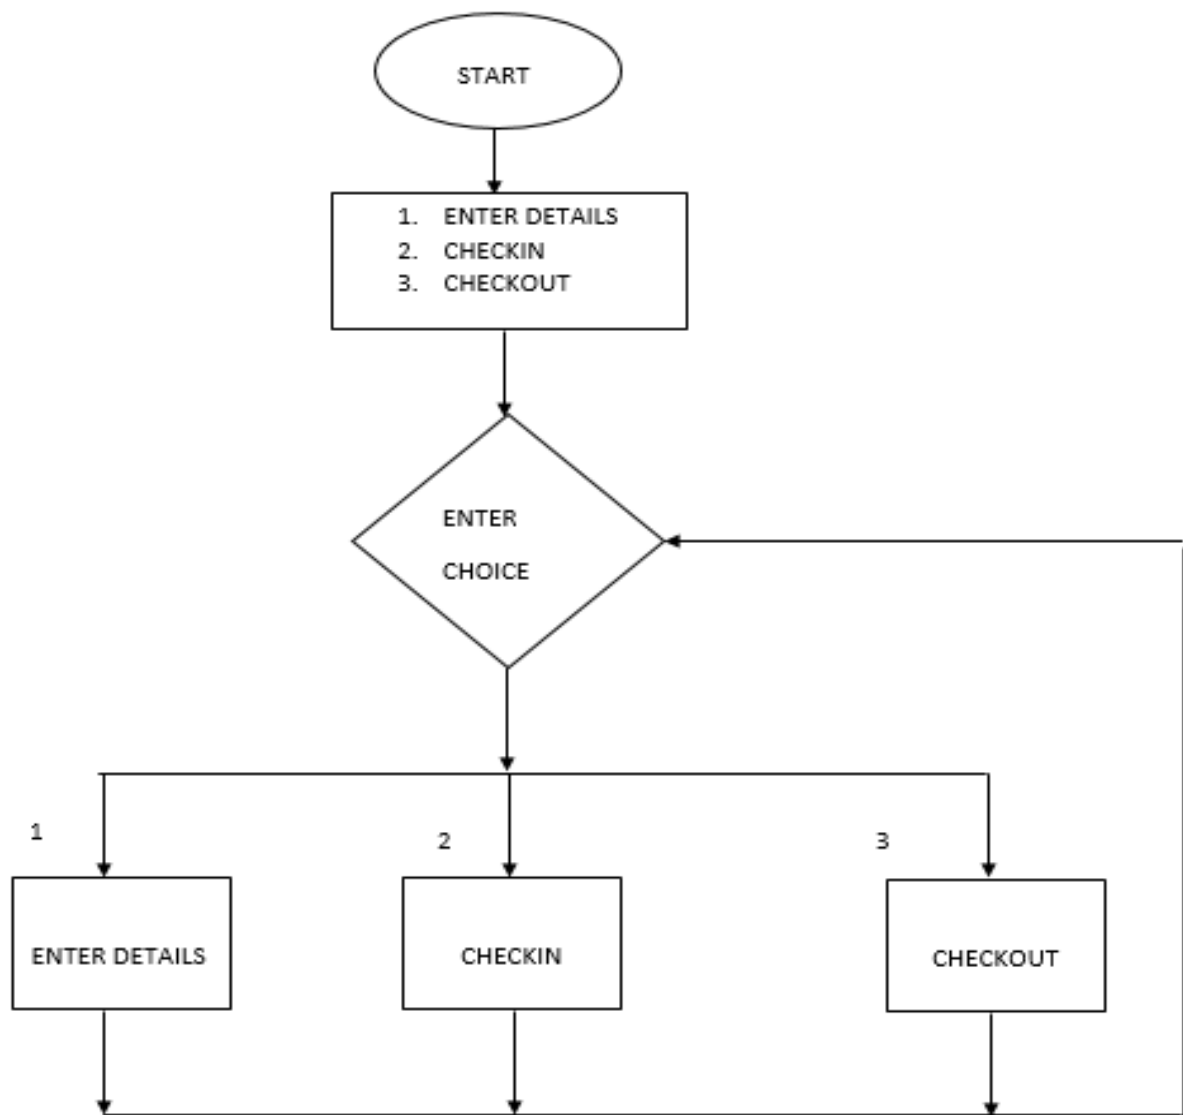 START
1. ENTER DETAILS
2. CHECKIN
3. CHECKOUT
ENTER
CHOICE
1
2
3
ENTER DETAILS
CHECKIN
CHECKOUT